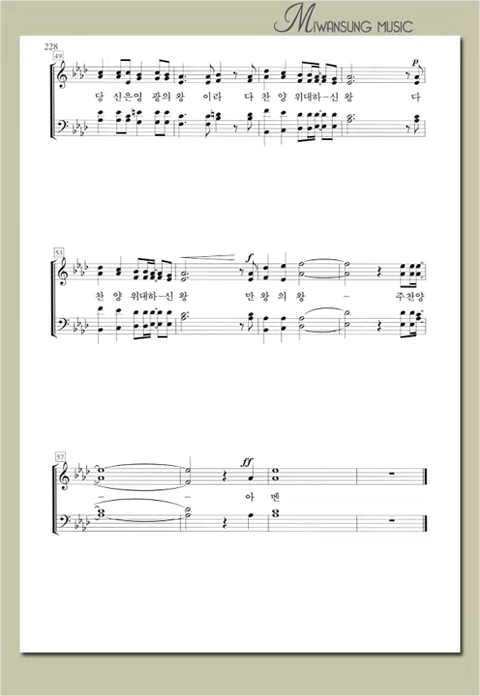 MIWANSUNG MUSIC
228
49
p
당 신은영 광의 왕 이라 다 찬 양 위대하-신 왕 다
53
f
찬 양 위대하-신 왕 만 왕 의 왕 - 주찬양
57
ff
- - 아 멘